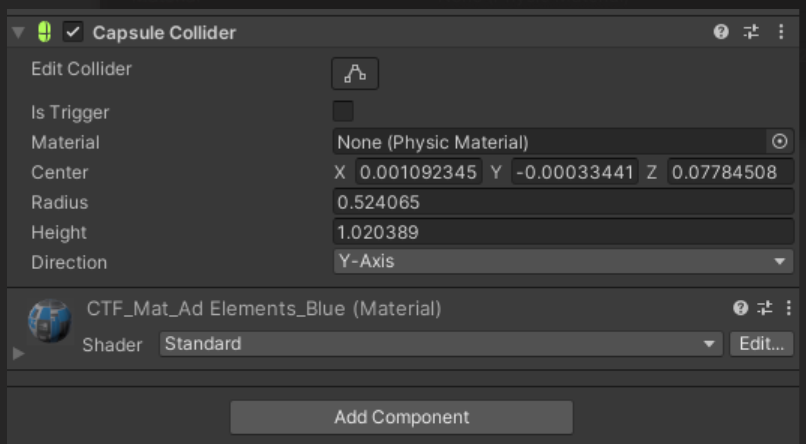 Capsule Collider
Edit Collider
Is Trigger
Material None (Physic Material)
Center X 0.001092345 Y -0.00033441 Z 0.07784508
Radius 0.524065
Height 1.020389
Direction Y-Axis
CTF_Mat_Ad Elements_Blue (Material)
Shader Standard Edit...
Add Component